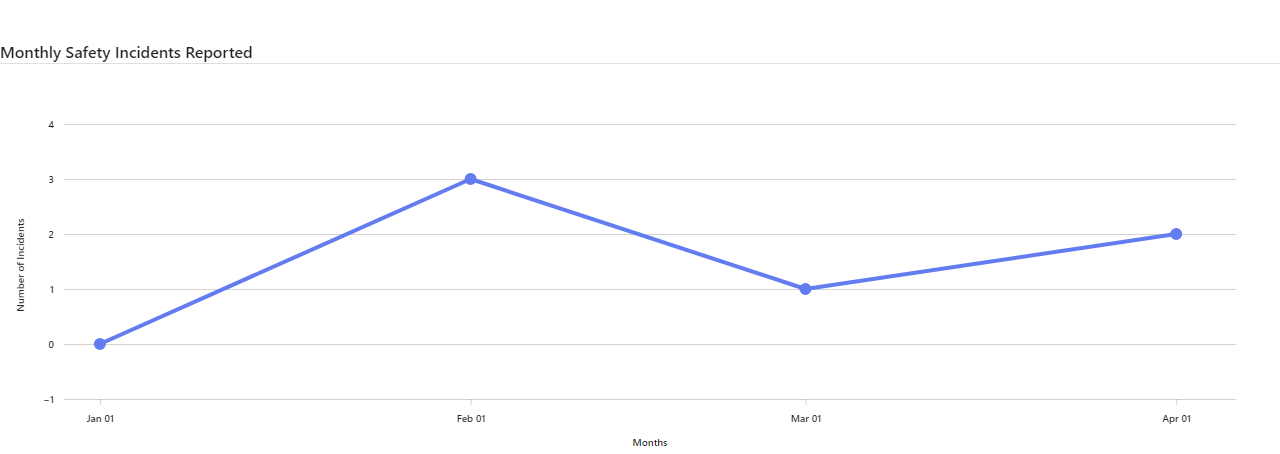 Monthly Safety Incidents Reported
4
3
2
1
0
−1
Number of Incidents
Jan 01 Feb 01 Mar 01 Apr 01
Months